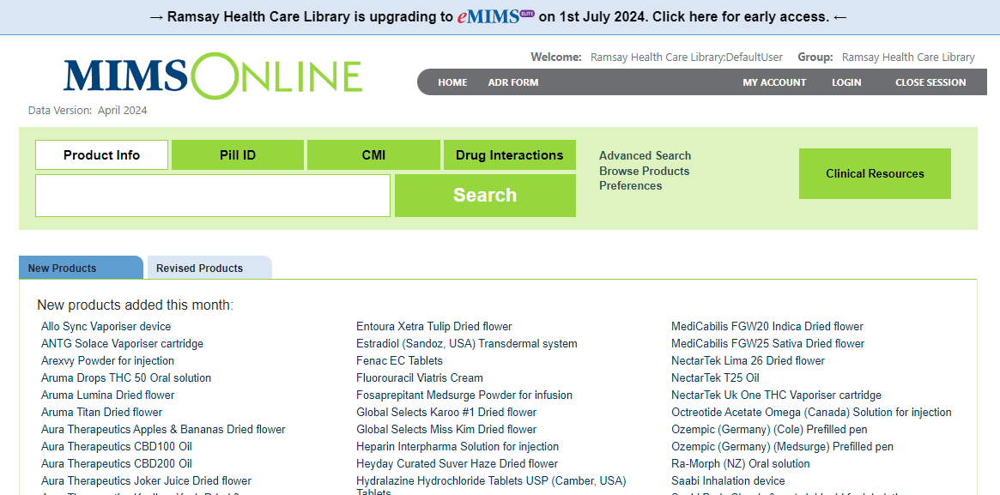 → Ramsay Health Care Library is upgrading to eMIMS ELITE on 1st July 2024. Click here for early access. ←
Welcome: Ramsay Health Care Library:DefaultUser Group: Ramsay Health Care Library
MIMS ONLINE
HOME ADR FORM MY ACCOUNT LOGIN CLOSE SESSION
Data Version: April 2024
Product Info Pill ID CMI Drug Interactions
Search
Advanced Search
Browse Products
Preferences
Clinical Resources
New Products Revised Products
New products added this month:
Allo Sync Vaporiser device
ANTG Solace Vaporiser cartridge
Arexvy Powder for injection
Aruma Drops THC 50 Oral solution
Aruma Lumina Dried flower
Aruma Titan Dried flower
Aura Therapeutics Apples & Bananas Dried flower
Aura Therapeutics CBD100 Oil
Aura Therapeutics CBD200 Oil
Aura Therapeutics Joker Juice Dried flower
Entoura Xetra Tulip Dried flower
Estradiol (Sandoz, USA) Transdermal system
Fenac EC Tablets
Fluorouracil Viatris Cream
Fosaprepitant Medsurge Powder for infusion
Global Selects Karoo #1 Dried flower
Global Selects Miss Kim Dried flower
Heparin Interpharma Solution for injection
Heyday Curated Suver Haze Dried flower
Hydralazine Hydrochloride Tablets USP (Camber, USA)
Tablets
MediCabilis FGW20 Indica Dried flower
MediCabilis FGW25 Sativa Dried flower
NectarTek Lima 26 Dried flower
NectarTek T25 Oil
NectarTek Uk One THC Vaporiser cartridge
Octreotide Acetate Omega (Canada) Solution for injection
Ozempic (Germany) (Cole) Prefilled pen
Ozempic (Germany) (Medsurge) Prefilled pen
Ra-Morph (NZ) Oral solution
Saabi Inhalation device